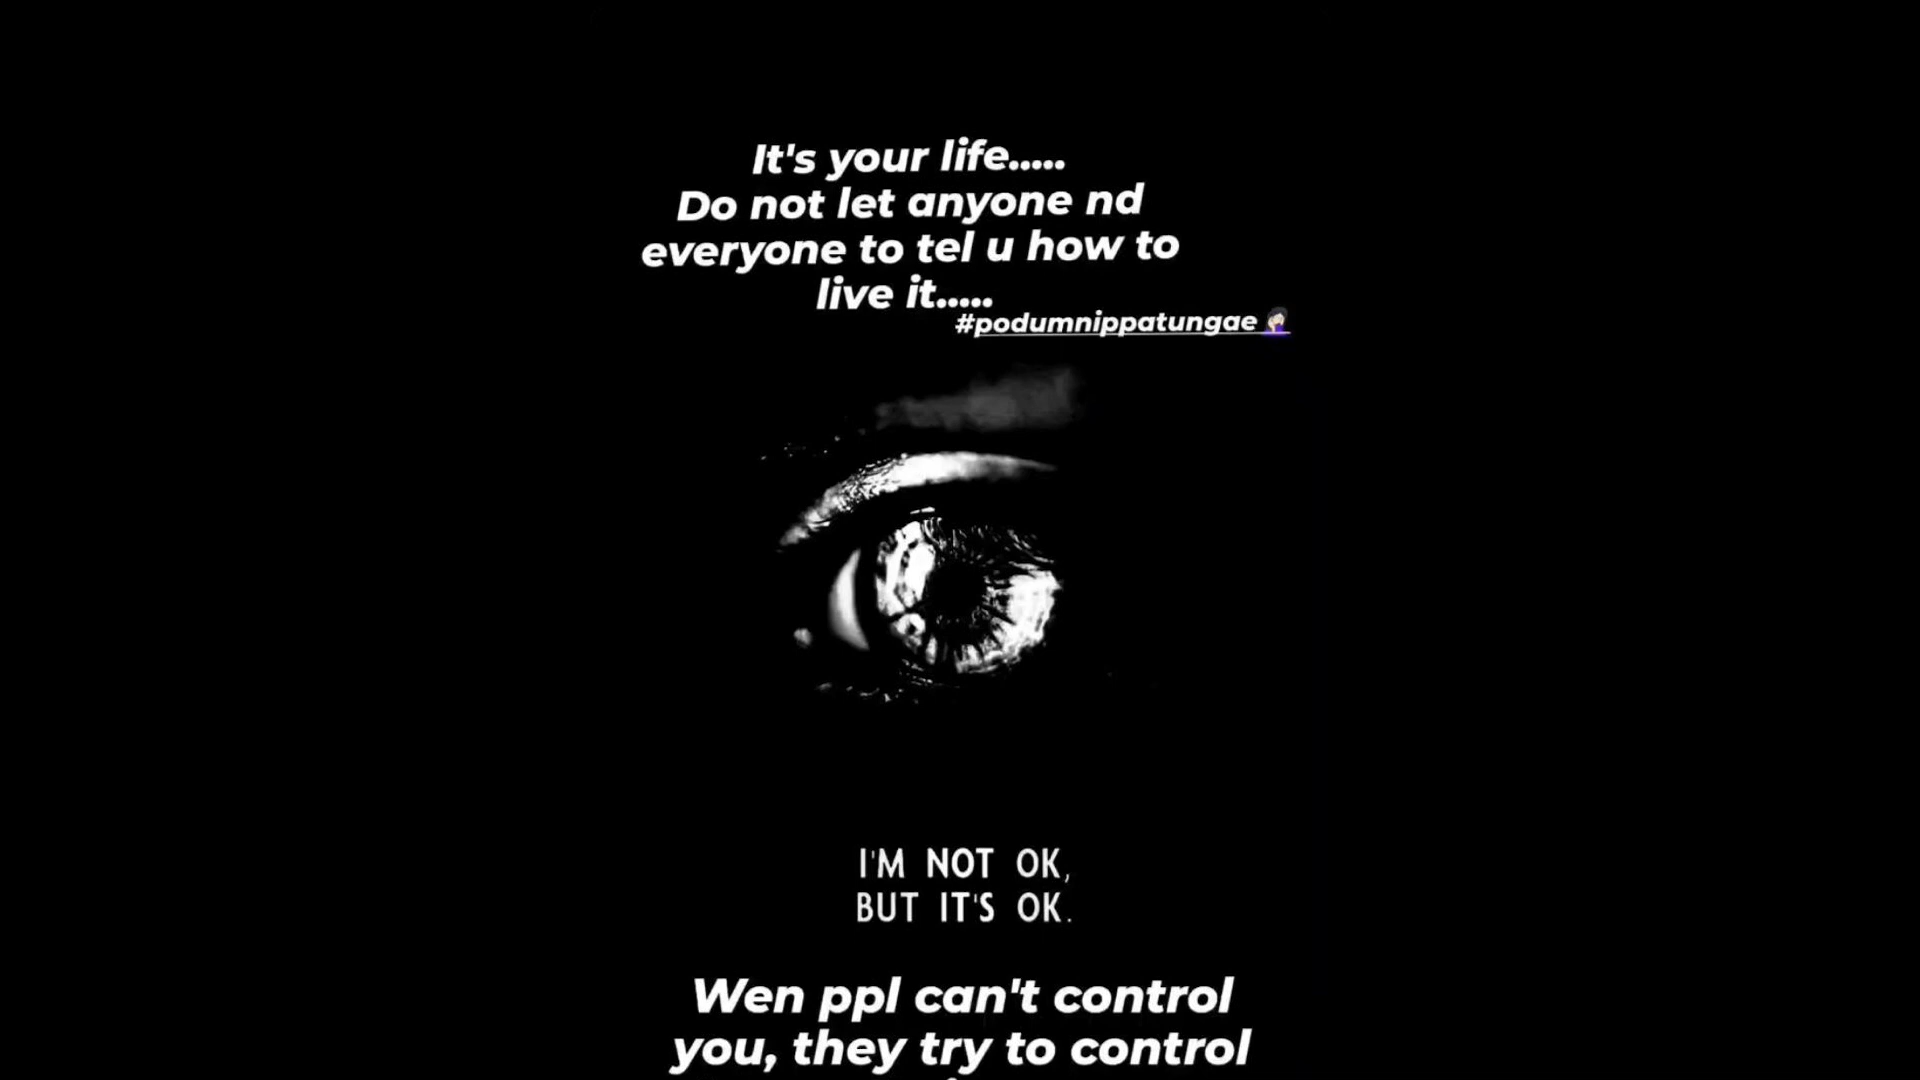 It's your life.....
Do not let anyone nd
everyone to tel u how to
live it.....
#podumnippatungae🤦🏻‍♀️
I'M NOT OK,
BUT IT'S OK.
Wen ppl can't control
you, they try to control